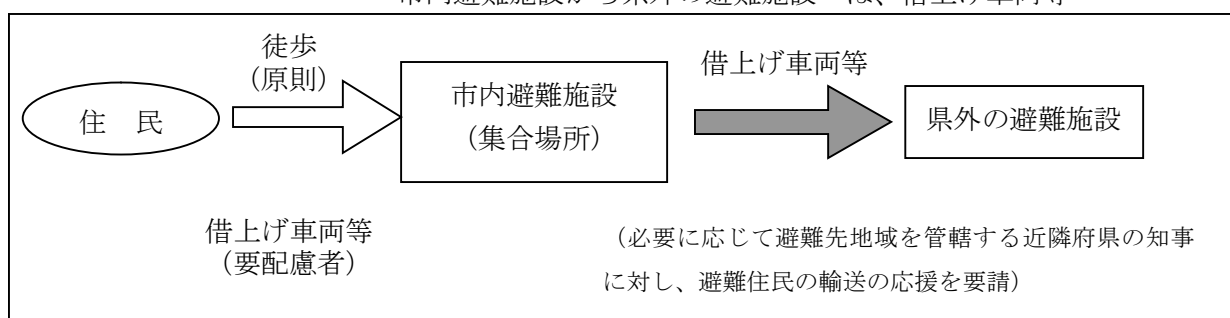 市内避難施設から県外の避難施設へは、借上げ車両等
徒歩
（原則）
借上げ車両等
住　民
市内避難施設
（集合場所）
県外の避難施設
借上げ車両等
（要配慮者）
（必要に応じて避難先地域を管轄する近隣府県の知事
に対し、避難住民の輸送の応援を要請）